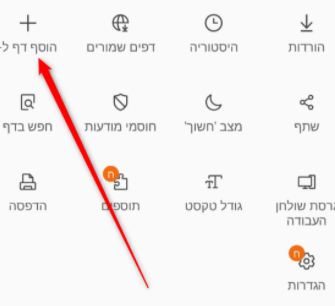 הורדות
היסטוריה
דפים שמורים
הוסף דף ל-
שתף
מצב 'חשוך'
חוסמי מודעות
חפש בדף
גרסת שולחן
העבודה
גודל טקסט
תוספים
הדפסה
הגדרות